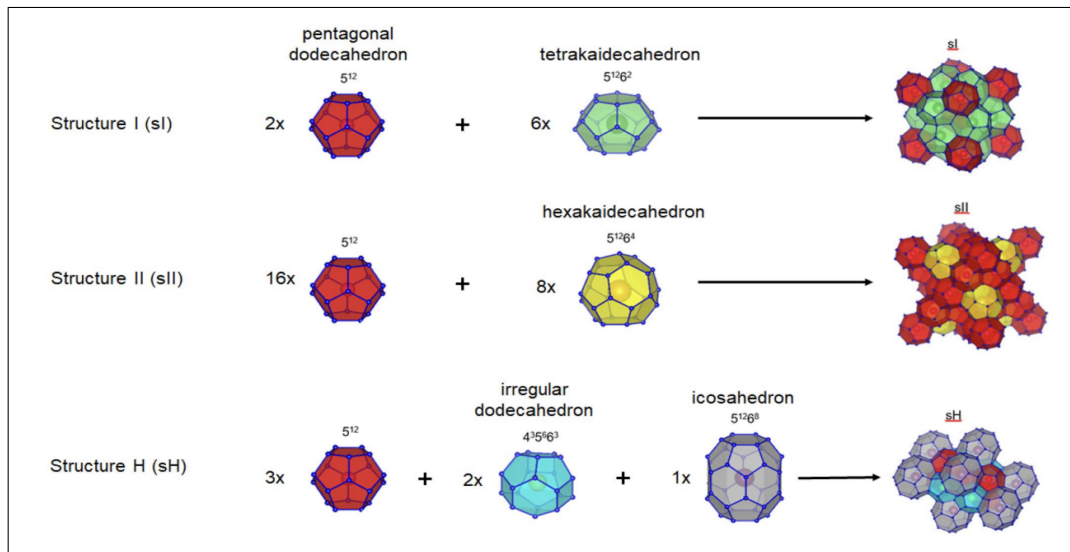 pentagonal
dodecahedron
5¹²
tetrakaidecahedron
5¹²6²
sI
Structure I (sI)
2x
+
6x
hexakaidecahedron
5¹²
5¹²6⁴
sII
Structure II (sII)
16x
+
8x
irregular
dodecahedron
icosahedron
5¹²
4³5⁶6³
5¹²6⁸
sH
Structure H (sH)
3x
+
2x
+
1x